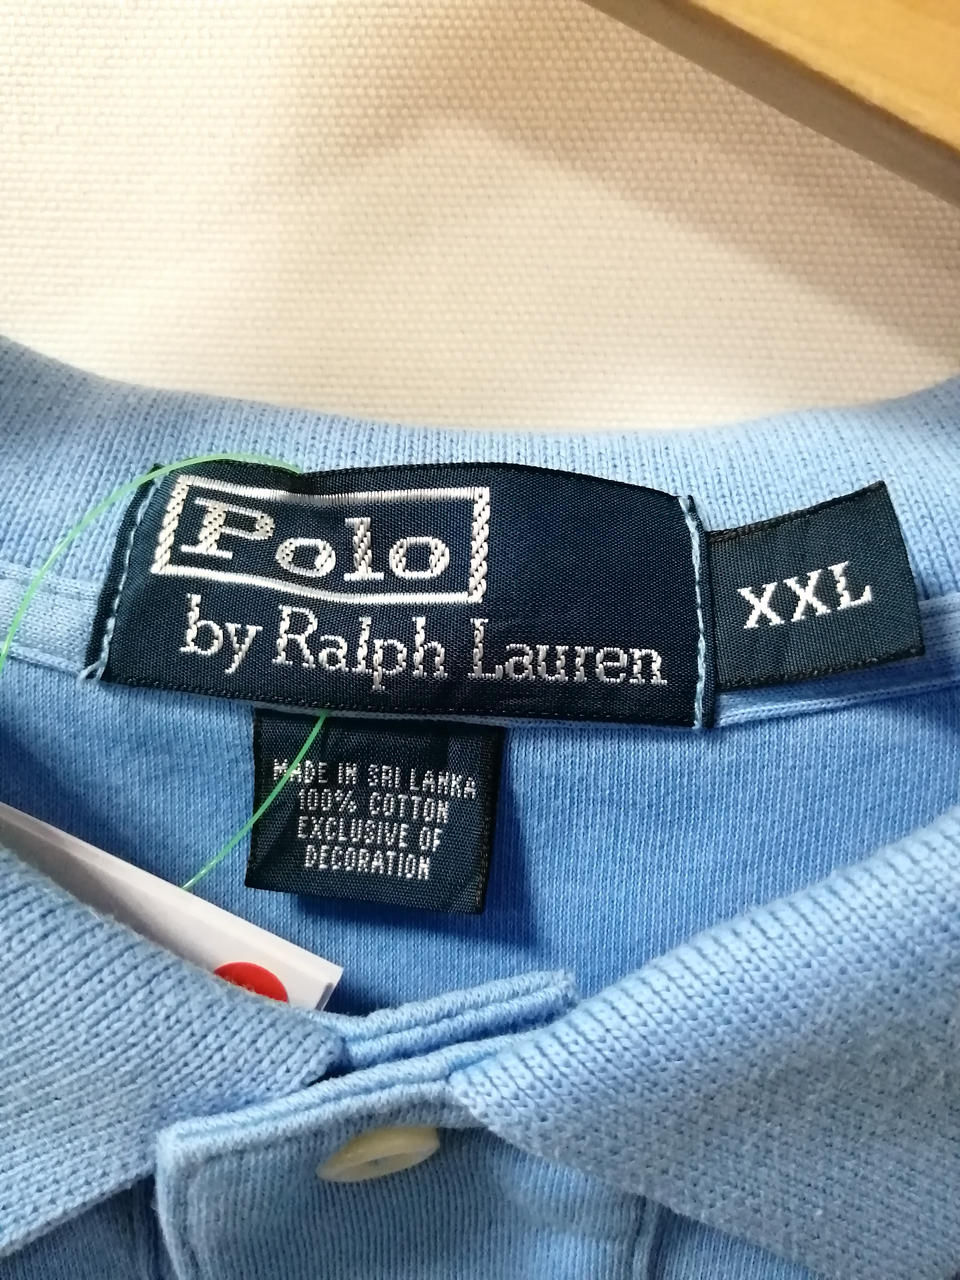 Polo
by Ralph Lauren
XXL
MADE IN SRI LANKA
100% COTTON
EXCLUSIVE OF
DECORATION